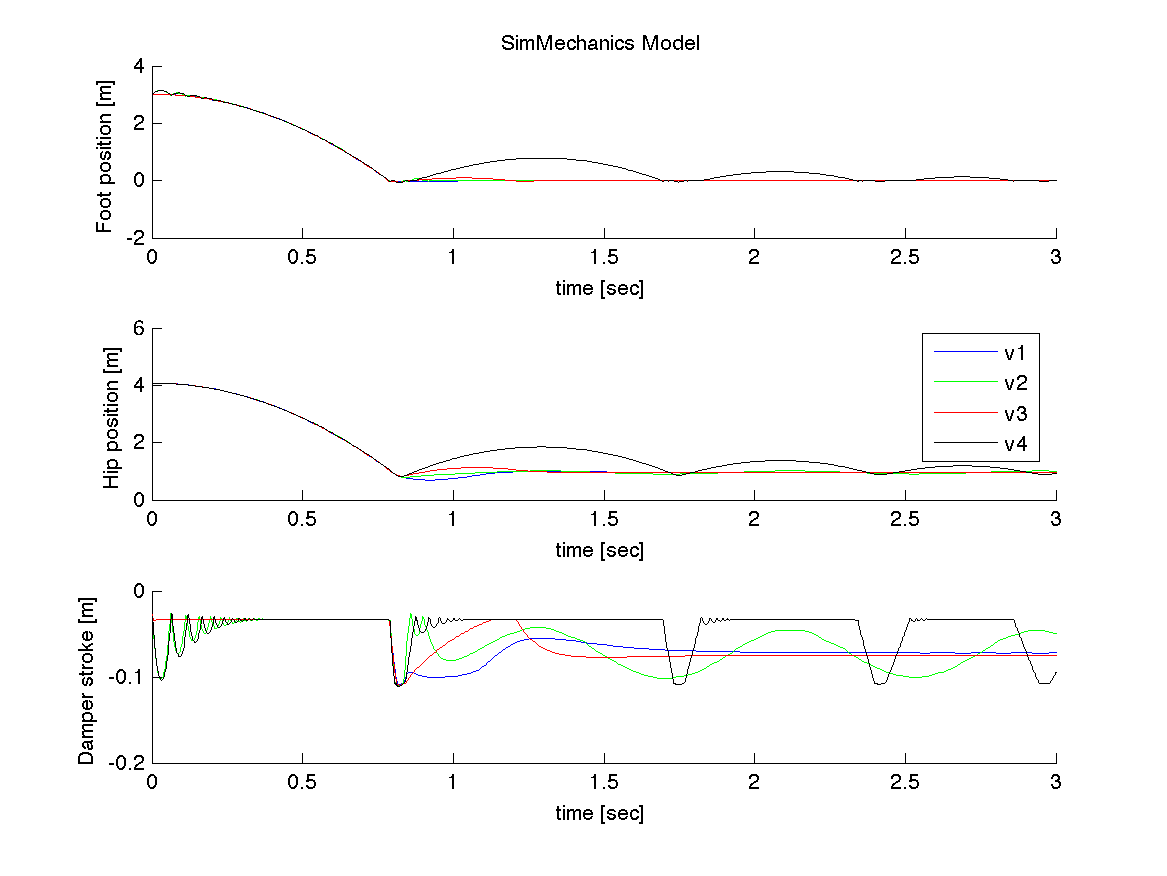 SimMechanics Model
4
2
0
-2
Foot position [m]
0 0.5 1 1.5 2 2.5 3
time [sec]
6
4
2
0
Hip position [m]
v1
v2
v3
v4
0 0.5 1 1.5 2 2.5 3
time [sec]
0
-0.1
-0.2
Damper stroke [m]
0 0.5 1 1.5 2 2.5 3
time [sec]